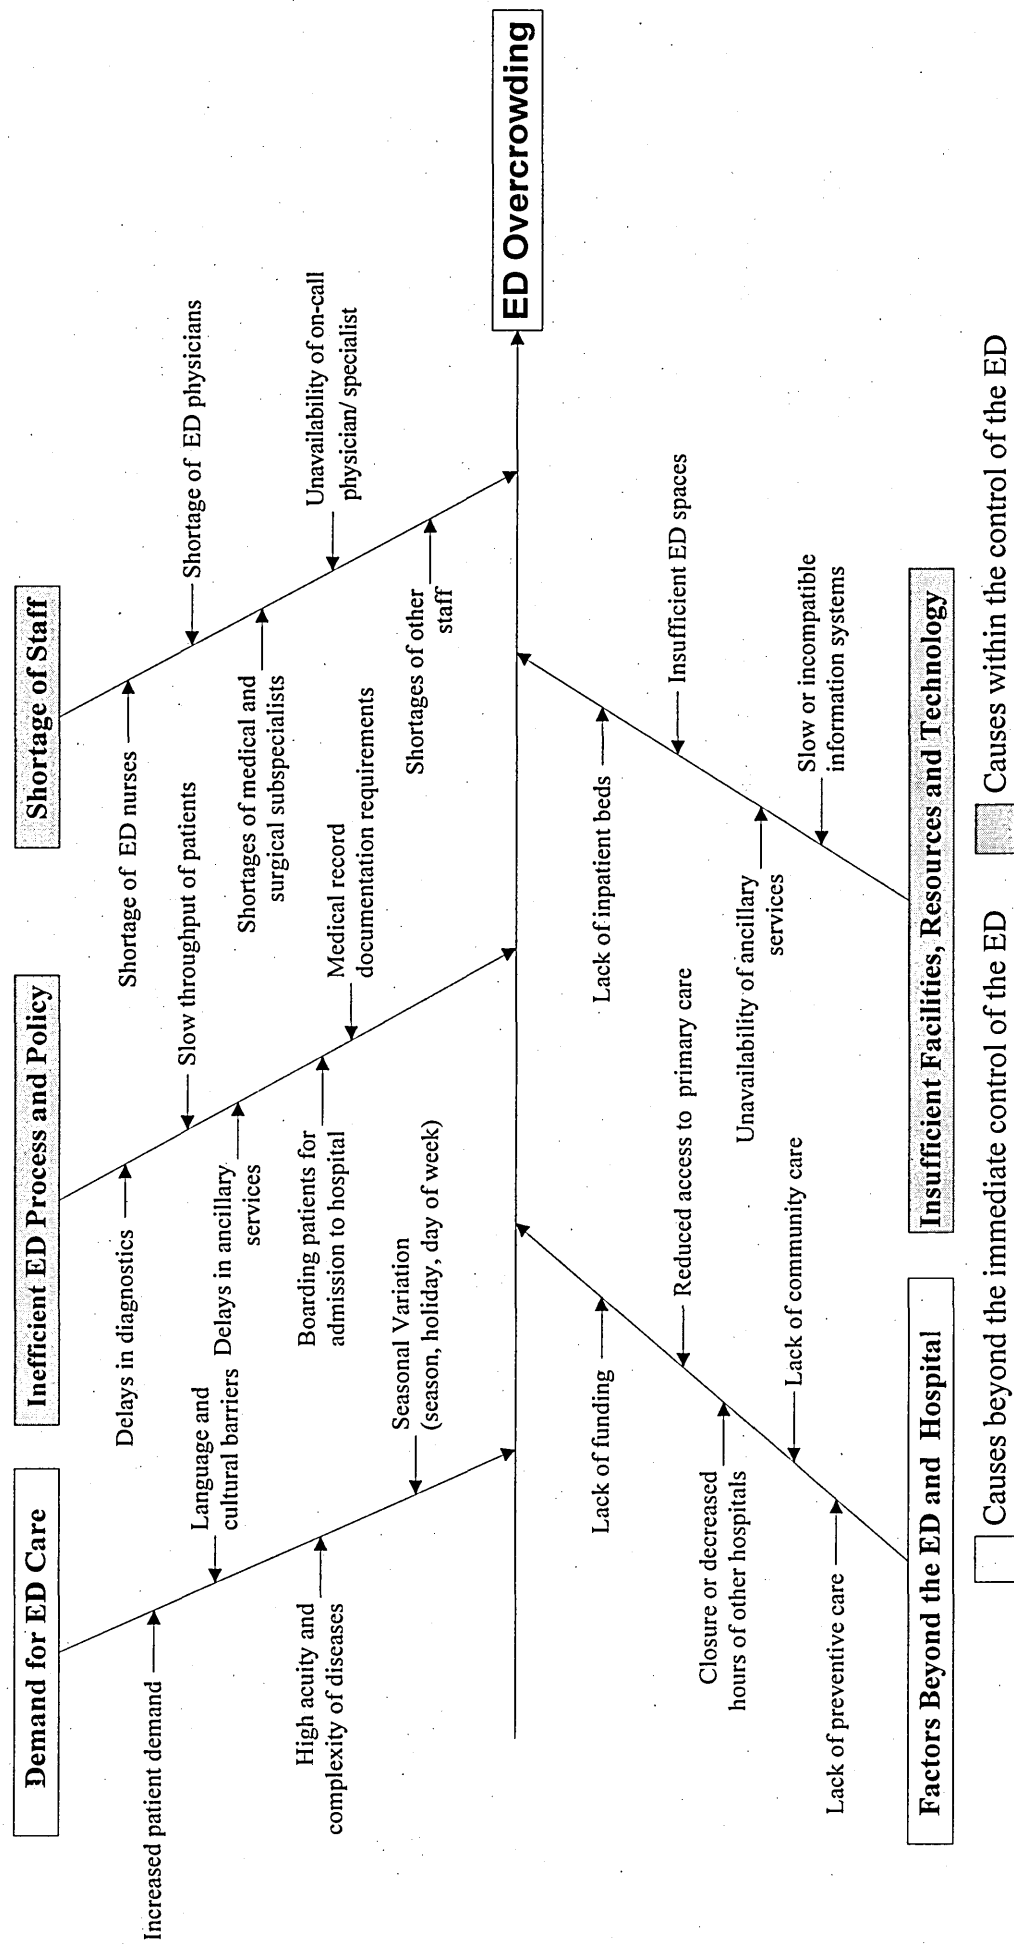 Demand for ED Care
Increased patient demand
Language and
cultural barriers
High acuity and
complexity of diseases
Seasonal Variation
(season, holiday, day of week)
Inefficient ED Process and Policy
Delays in diagnostics
Slow throughput of patients
Delays in ancillary
services
Boarding patients for
admission to hospital
Medical record
documentation requirements
Shortage of Staff
Shortage of ED nurses
Shortage of ED physicians
Shortages of medical and
surgical subspecialists
Unavailability of on-call
physician/ specialist
Shortages of other
staff
ED Overcrowding
Lack of funding
Reduced access to primary care
Closure or decreased
hours of other hospitals
Lack of community care
Lack of preventive care
Factors Beyond the ED and Hospital
Lack of inpatient beds
Insufficient ED spaces
Unavailability of ancillary
services
Slow or incompatible
information systems
Insufficient Facilities, Resources and Technology
Causes beyond the immediate control of the ED
Causes within the control of the ED